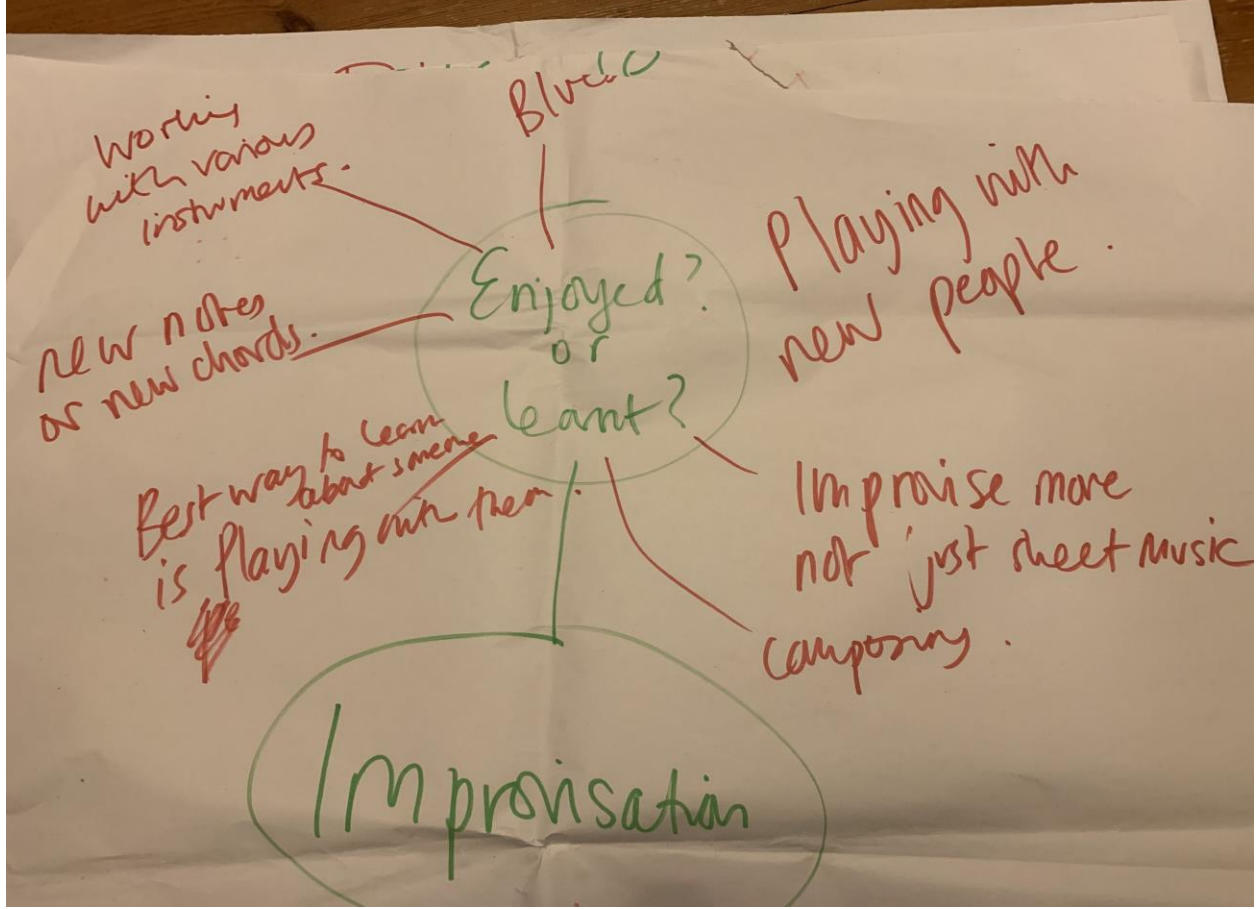 Blues
Working
with various
instruments.
Enjoyed?
or
learnt?
Playing with
new people.
new notes
or new chords.
Best way to learn
about someone
is playing with them.
Improvise more
not just sheet music
composing.
Improvisation